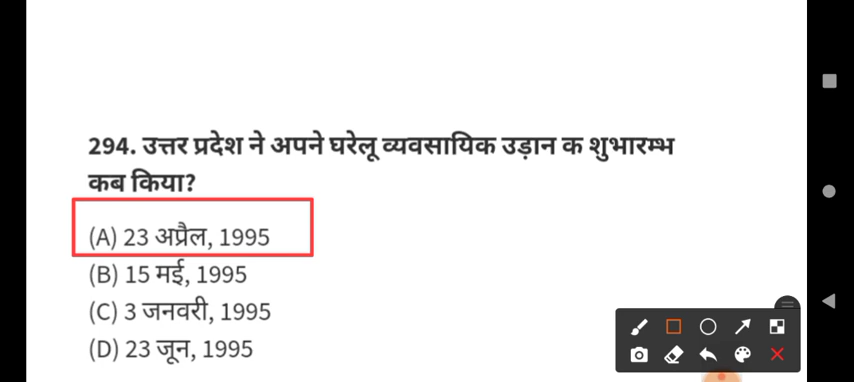 294. उत्तर प्रदेश ने अपने घरेलू व्यवसायिक उड़ान क शुभारम्भ
कब किया?
(A) 23 अप्रैल, 1995
(B) 15 मई, 1995
(C) 3 जनवरी, 1995
(D) 23 जून, 1995